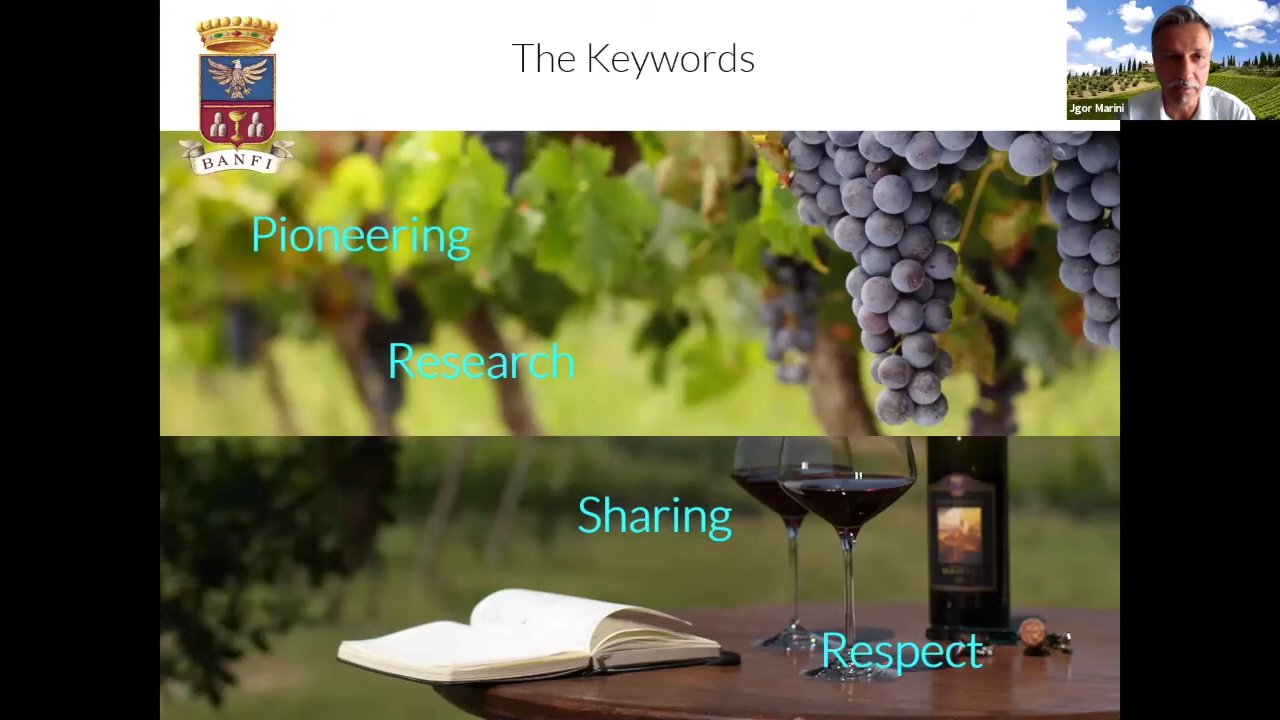 The Keywords
Jgor Marini
BANFI
Pioneering
Research
Sharing
Respect